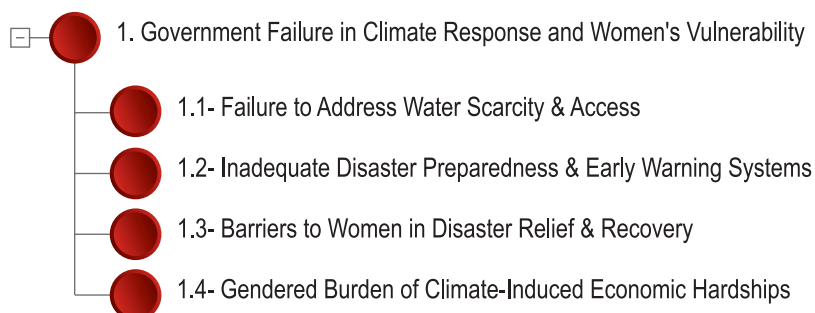 1. Government Failure in Climate Response and Women's Vulnerability
1.1- Failure to Address Water Scarcity & Access
1.2- Inadequate Disaster Preparedness & Early Warning Systems
1.3- Barriers to Women in Disaster Relief & Recovery
1.4- Gendered Burden of Climate-Induced Economic Hardships